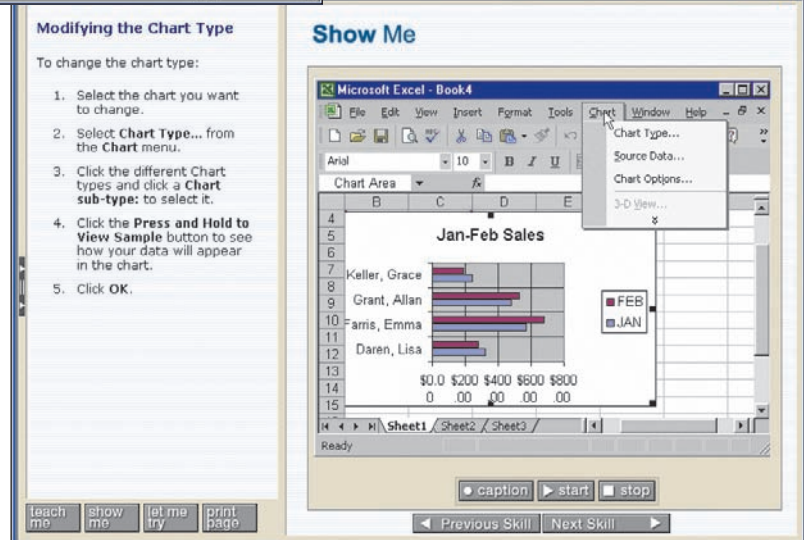 Modifying the Chart Type
To change the chart type:
1. Select the chart you want
to change.
2. Select Chart Type... from
the Chart menu.
3. Click the different Chart
types and click a Chart
sub-type: to select it.
4. Click the Press and Hold to
View Sample button to see
how your data will appear
in the chart.
5. Click OK.
teach me
show me
let me try
print page
Show Me
Microsoft Excel - Book4
File Edit View Insert Format Tools Chart Window Help
Arial 10 B I U
Chart Area fx
Chart Type...
Source Data...
Chart Options...
3-D View...
B C D E
4
5
6
7
8
9
10
11
12
13
14
15
Jan-Feb Sales
Keller, Grace
Grant, Allan
Farris, Emma
Daren, Lisa
FEB
JAN
$0.0 $200 $400 $600 $800
0 .00 .00 .00 .00
Sheet1 Sheet2 Sheet3
Ready
caption start stop
Previous Skill Next Skill